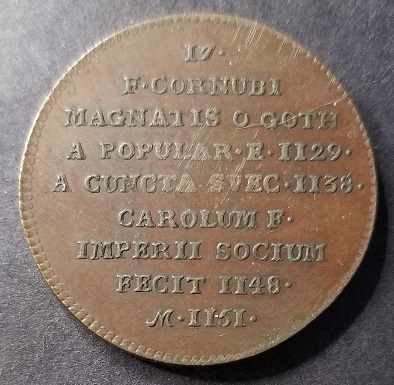 17·
F·CORNUBI
MAGNATIS O GOTH
A POPULAR·E·1129·
A CUNCTA SVEC·1138·
CAROLUM F·
IMPERII SOCIUM
FECIT 1148·
M·1151·